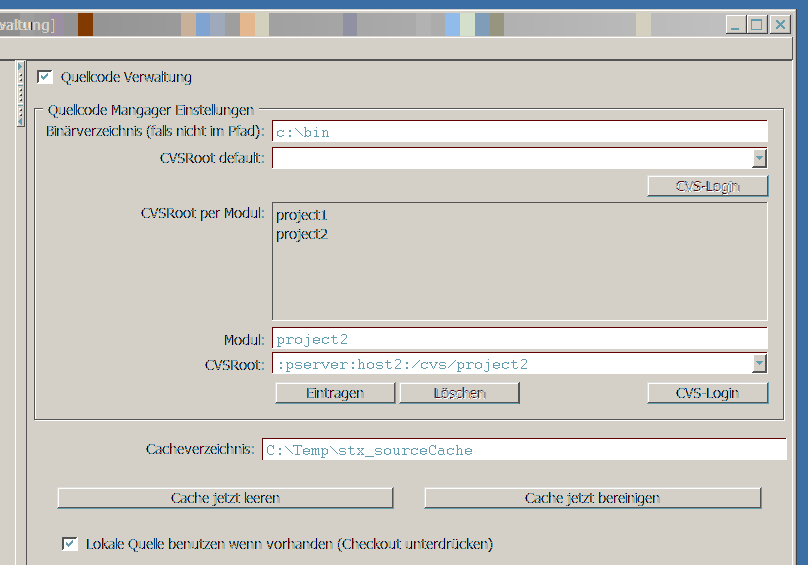 waltung]
Quellcode Verwaltung
Quellcode Mangager Einstellungen
Binärverzeichnis (falls nicht im Pfad): c:\bin
CVSRoot default:
CVS-Login
CVSRoot per Modul: project1
project2
Modul: project2
CVSRoot: :pserver:host2:/cvs/project2
Eintragen Löschen CVS-Login
Cacheverzeichnis: C:\Temp\stx_sourceCache
Cache jetzt leeren Cache jetzt bereinigen
Lokale Quelle benutzen wenn vorhanden (Checkout unterdrücken)